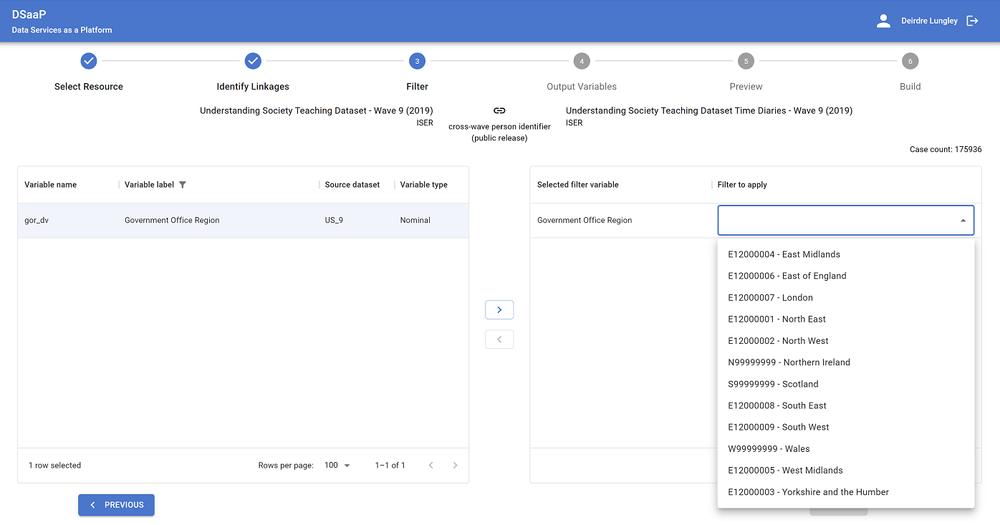 DSaaP
Data Services as a Platform
Deirdre Lungley
3
4
5
6
Select Resource
Identify Linkages
Filter
Output Variables
Preview
Build
Understanding Society Teaching Dataset - Wave 9 (2019)
ISER
cross-wave person identifier
(public release)
Understanding Society Teaching Dataset Time Diaries - Wave 9 (2019)
ISER
Case count: 175936
Variable name
Variable label
Source dataset
Variable type
gor_dv
Government Office Region
US_9
Nominal
1 row selected
Rows per page:
100
1–1 of 1
Selected filter variable
Filter to apply
Government Office Region
E12000004 - East Midlands
E12000006 - East of England
E12000007 - London
E12000001 - North East
E12000002 - North West
N99999999 - Northern Ireland
S99999999 - Scotland
E12000008 - South East
E12000009 - South West
W99999999 - Wales
E12000005 - West Midlands
E12000003 - Yorkshire and the Humber
PREVIOUS